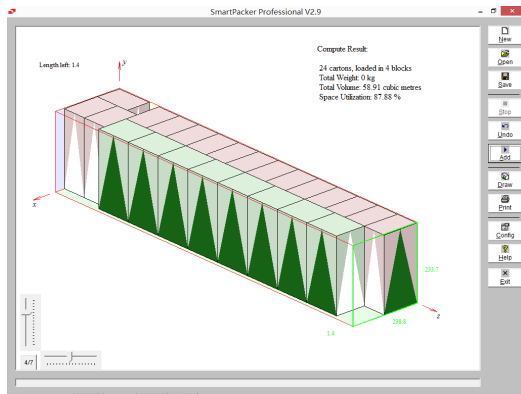 SmartPacker Professional V2.9
Length left: 1.4
y
Compute Result:
24 cartons, loaded in 4 blocks
Total Weight: 0 kg
Total Volume: 58.91 cubic metres
Space Utilization: 87.88 %
x
z
233.7
238.8
1.4
4/7
New
Open
Save
Stop
Undo
Add
Draw
Print
Config
Help
Exit